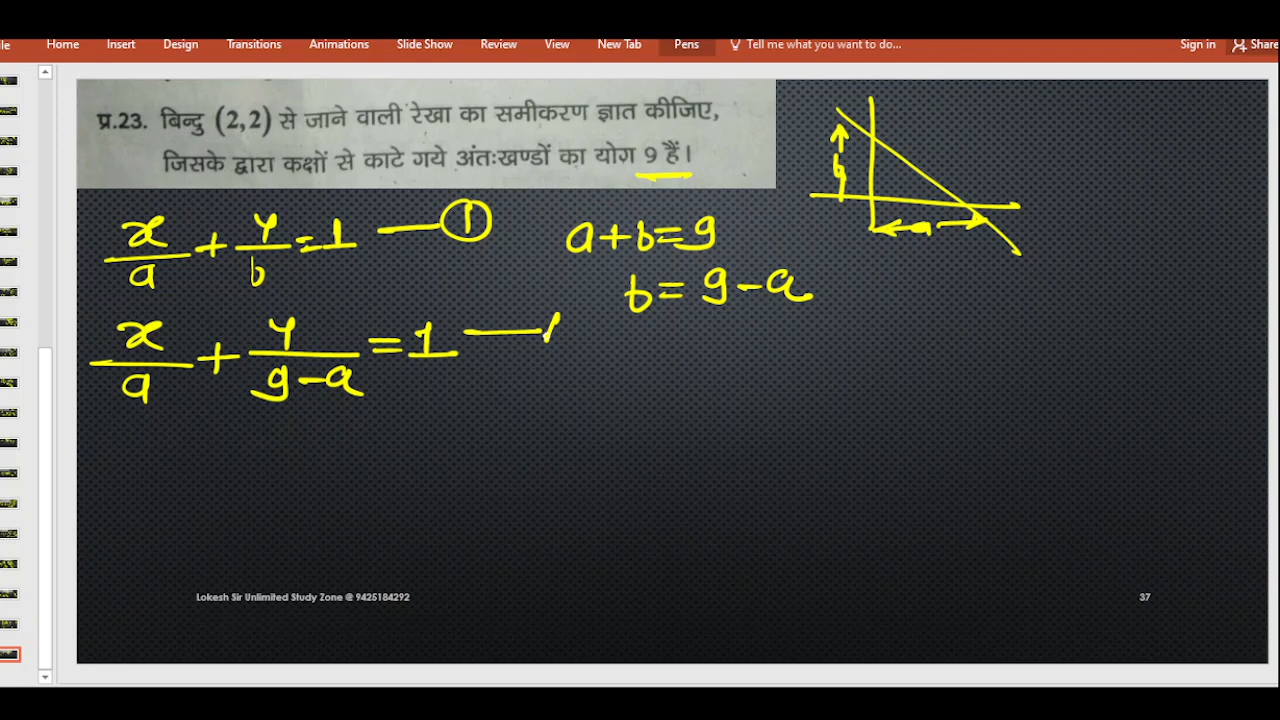 Home Insert Design Transitions Animations Slide Show Review View New Tab Pens Tell me what you want to do... Sign in Share
प्र.23. बिन्दु (2,2) से जाने वाली रेखा का समीकरण ज्ञात कीजिए,
जिसके द्वारा कक्षों से काटे गये अंतःखण्डों का योग 9 हैं।
x/a + y/b = 1 — ①
a+b=9
b= 9-a
x/a + y/9-a = 1
b
a
Lokesh Sir Unlimited Study Zone @ 9425184292
37